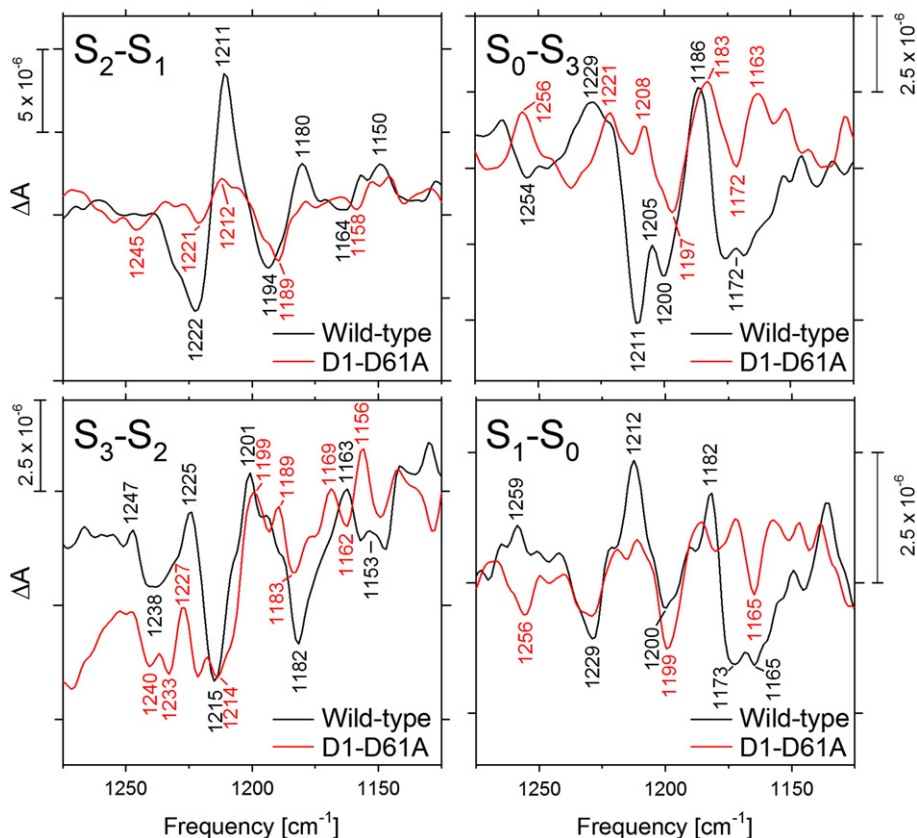 S2-S1
5 x 10-6
1211
1180
1150
1245
1221
1212
1164
1158
1194
1189
1222
Wild-type
D1-D61A
S0-S3
2.5 x 10-6
1256
1229
1221
1208
1186
1183
1163
1254
1205
1197
1172
1200
1172
1211
Wild-type
D1-D61A
ΔA
S3-S2
2.5 x 10-6
1247
1225
1201
1199
1189
1169
1163
1156
1238
1227
1162
1153
1183
1240
1233
1182
1215
1214
Wild-type
D1-D61A
ΔA
1250
1200
1150
Frequency [cm-1]
S1-S0
2.5 x 10-6
1259
1212
1182
1256
1229
1200
1199
1165
1173
1165
Wild-type
D1-D61A
1250
1200
1150
Frequency [cm-1]